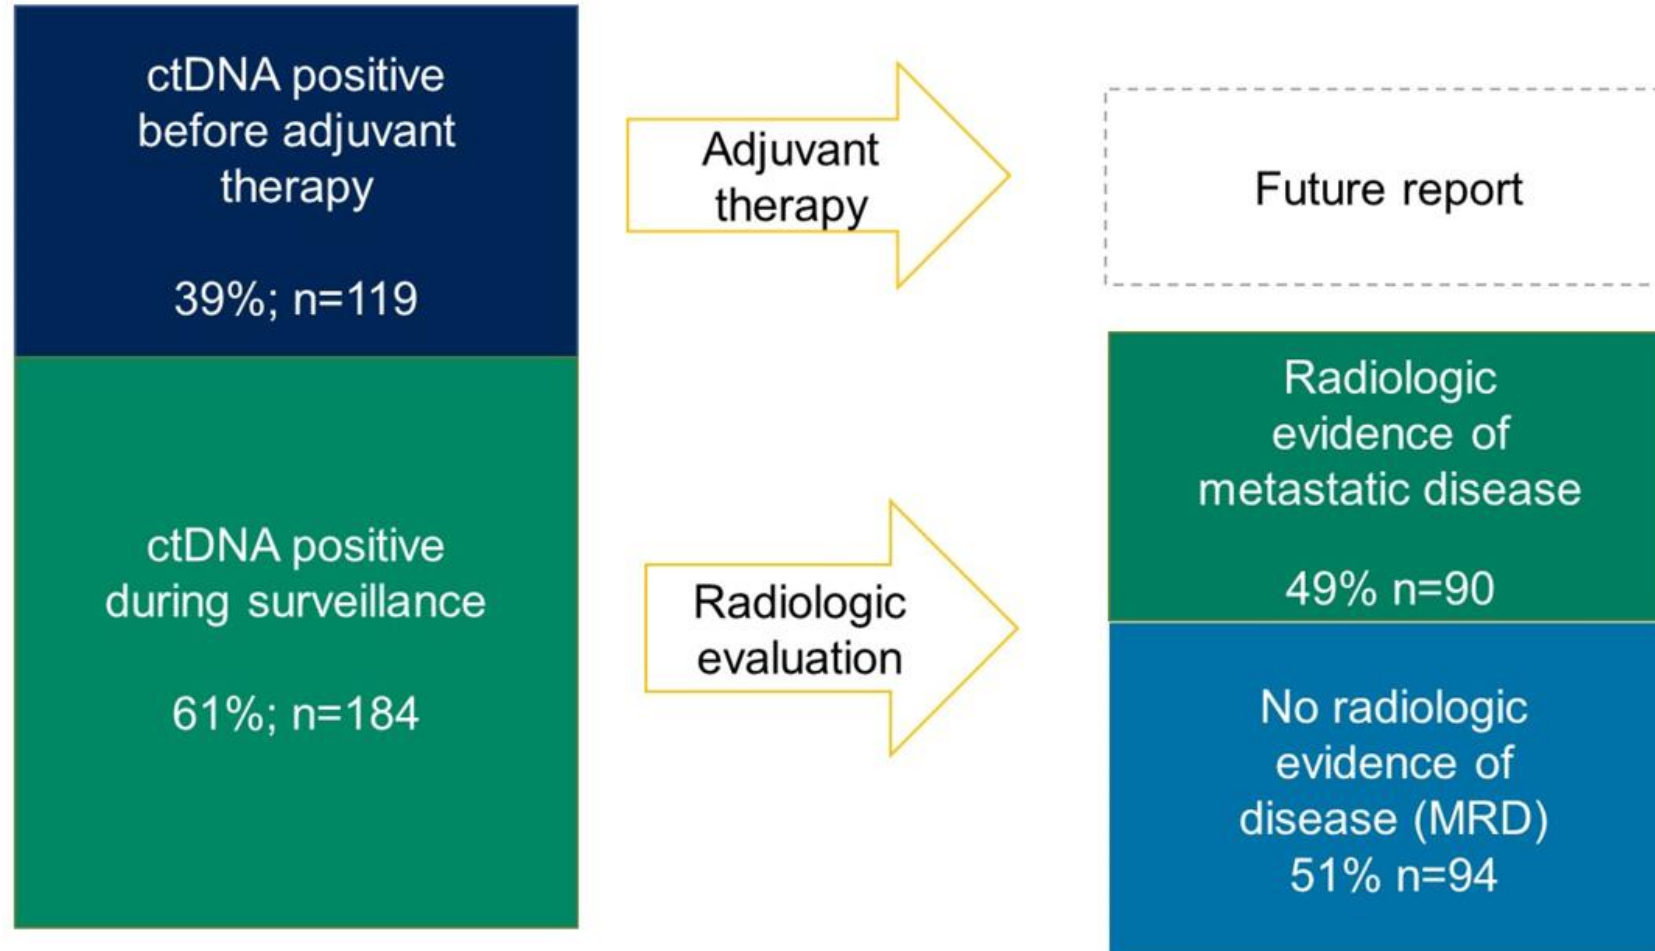 ctDNA positive
before adjuvant
therapy
39%; n=119
ctDNA positive
during surveillance
61%; n=184
Adjuvant
therapy
Radiologic
evaluation
Future report
Radiologic
evidence of
metastatic disease
49% n=90
No radiologic
evidence of
disease (MRD)
51% n=94